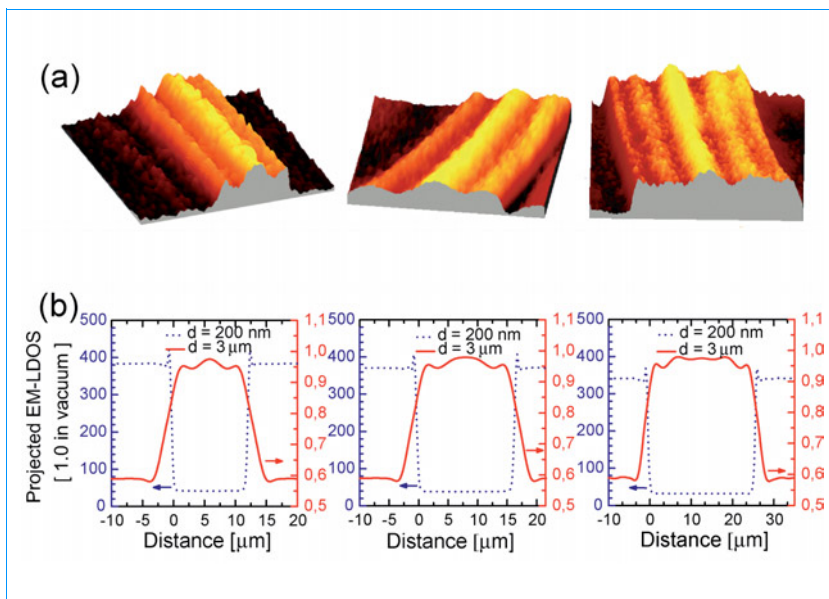 (a)
(b)
Projected EM-LDOS
[ 1.0 in vacuum ]
500
400
300
200
100
0
d = 200 nm
d = 3 μm
1,1
1,0
0,9
0,8
0,7
0,6
0,5
-10 -5 0 5 10 15 20
Distance [μm]
500
400
300
200
100
0
d = 200 nm
d = 3 μm
1,1
1,0
0,9
0,8
0,7
0,6
0,5
-10 -5 0 5 10 15 20
Distance [μm]
500
400
300
200
100
0
d = 200 nm
d = 3 μm
1,1
1,0
0,9
0,8
0,7
0,6
0,5
-10 0 10 20 30
Distance [μm]